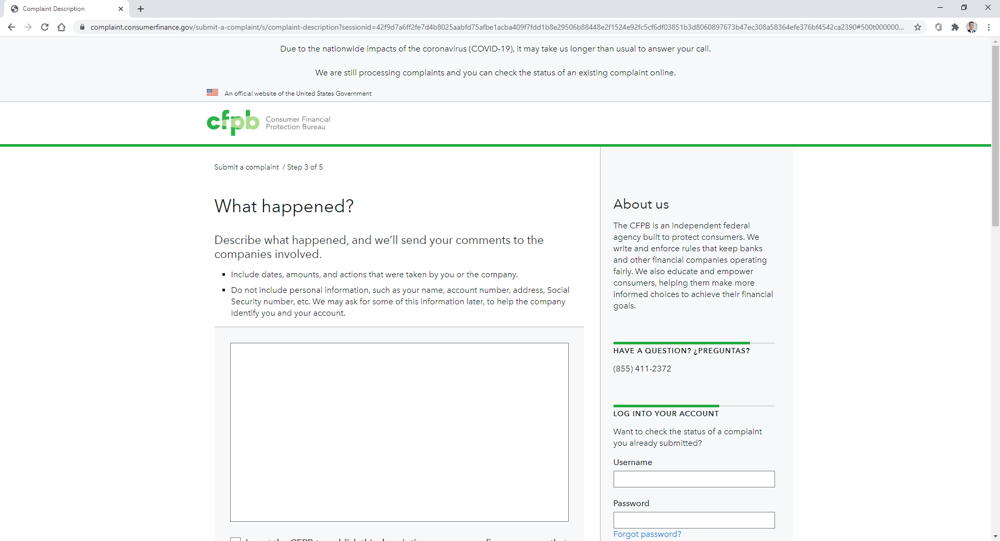 Complaint Description
complaint.consumerfinance.gov/submit-a-complaint/s/complaint-description?sessionid=42f9d7a6ff2fe7d4b8025aabfd75afbe1acba409f7fdd1b8e29506b88448e2f1524e92fc5cf6df03851b3d8060897673b47ec308a58364efe376bf4542ca2390#500t000000...
Due to the nationwide impacts of the coronavirus (COVID-19), it may take us longer than usual to answer your call.
We are still processing complaints and you can check the status of an existing complaint online.
An official website of the United States Government
cfpb
Consumer Financial
Protection Bureau
Submit a complaint / Step 3 of 5
What happened?
Describe what happened, and we’ll send your comments to the
companies involved.
Include dates, amounts, and actions that were taken by you or the company.
Do not include personal information, such as your name, account number, address, Social
Security number, etc. We may ask for some of this information later, to help the company
identify you and your account.
About us
The CFPB is an independent federal
agency built to protect consumers. We
write and enforce rules that keep banks
and other financial companies operating
fairly. We also educate and empower
consumers, helping them make more
informed choices to achieve their financial
goals.
HAVE A QUESTION? ¿PREGUNTAS?
(855) 411-2372
LOG INTO YOUR ACCOUNT
Want to check the status of a complaint
you already submitted?
Username
Password
Forgot password?